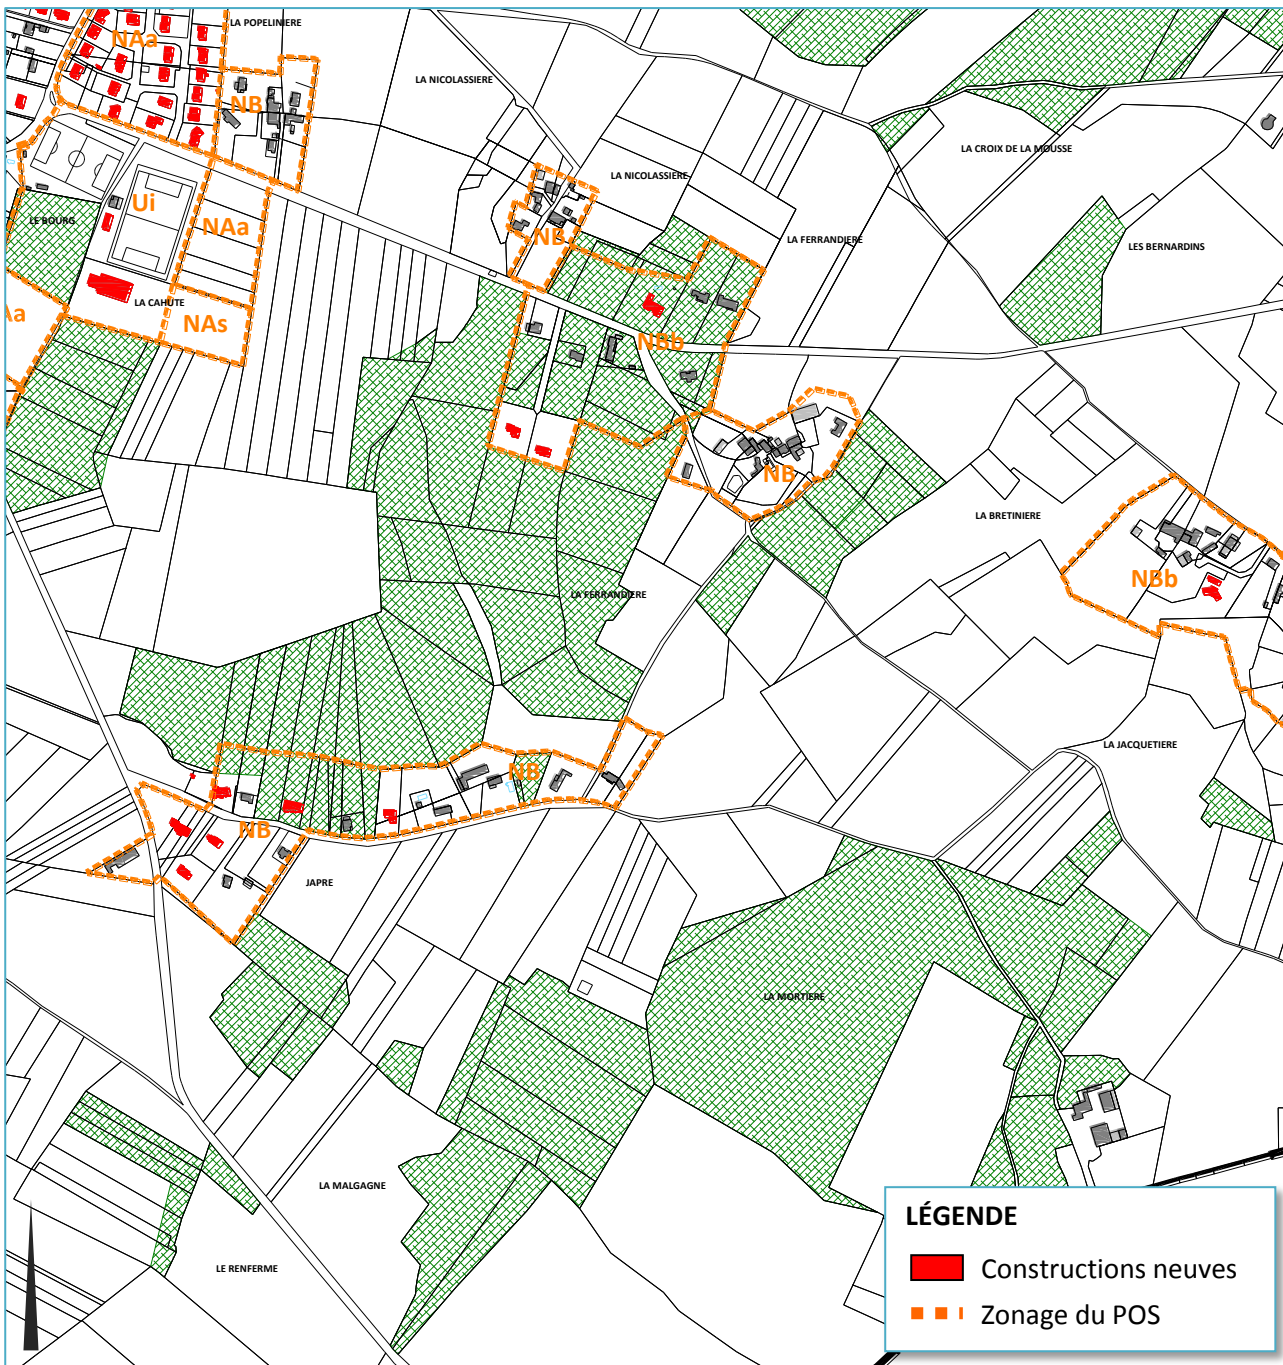 LA POPELINIERE
NAa
LA NICOLASSIERE
NB
LA CROIX DE LA MOUSSE
LA NICOLASSIERE
Ui
LE BOURG
NAa
NB
LA FERRANDIERE
LES BERNARDINS
LA CAHUTE
Aa
NAs
NBb
NB
LA BRETINIERE
NBb
LA FERRANDIERE
LA JACQUETIERE
NB
NB
JAPRE
LA MORTIERE
LA MALGAGNE
LE RENFERME
LÉGENDE
Constructions neuves
Zonage du POS